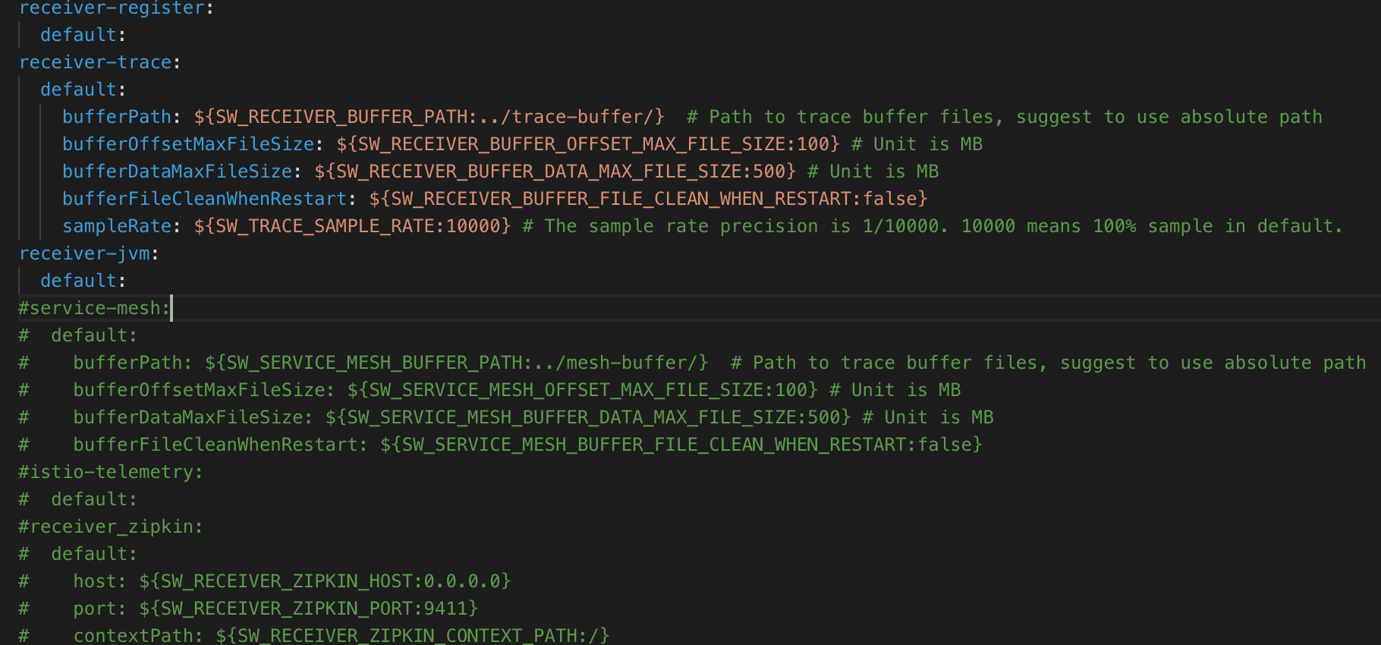 receiver-register:
  default:
receiver-trace:
  default:
    bufferPath: ${SW_RECEIVER_BUFFER_PATH:../trace-buffer/}  # Path to trace buffer files, suggest to use absolute path
    bufferOffsetMaxFileSize: ${SW_RECEIVER_BUFFER_OFFSET_MAX_FILE_SIZE:100} # Unit is MB
    bufferDataMaxFileSize: ${SW_RECEIVER_BUFFER_DATA_MAX_FILE_SIZE:500} # Unit is MB
    bufferFileCleanWhenRestart: ${SW_RECEIVER_BUFFER_FILE_CLEAN_WHEN_RESTART:false}
    sampleRate: ${SW_TRACE_SAMPLE_RATE:10000} # The sample rate precision is 1/10000. 10000 means 100% sample in default.
receiver-jvm:
  default:
#service-mesh:
#  default:
#    bufferPath: ${SW_SERVICE_MESH_BUFFER_PATH:../mesh-buffer/}  # Path to trace buffer files, suggest to use absolute path
#    bufferOffsetMaxFileSize: ${SW_SERVICE_MESH_OFFSET_MAX_FILE_SIZE:100} # Unit is MB
#    bufferDataMaxFileSize: ${SW_SERVICE_MESH_BUFFER_DATA_MAX_FILE_SIZE:500} # Unit is MB
#    bufferFileCleanWhenRestart: ${SW_SERVICE_MESH_BUFFER_FILE_CLEAN_WHEN_RESTART:false}
#istio-telemetry:
#  default:
#receiver_zipkin:
#  default:
#    host: ${SW_RECEIVER_ZIPKIN_HOST:0.0.0.0}
#    port: ${SW_RECEIVER_ZIPKIN_PORT:9411}
#    contextPath: ${SW_RECEIVER_ZIPKIN_CONTEXT_PATH:/}